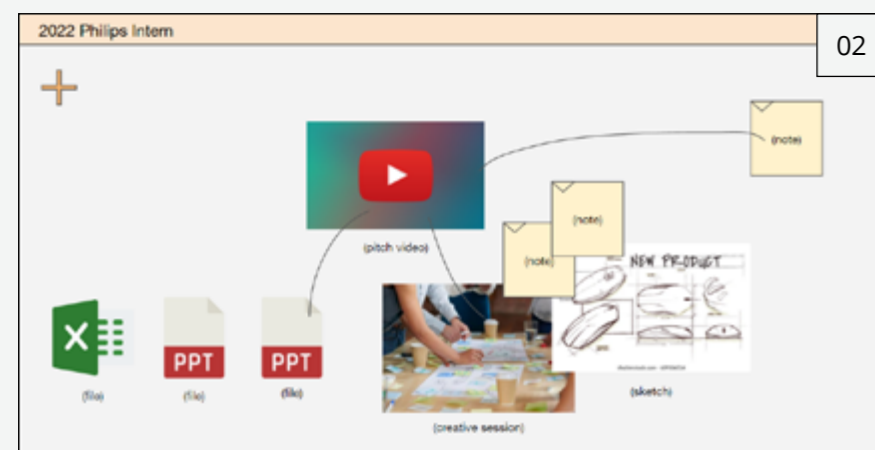 2022 Philips Intern
02
(note)
(note)
(note)
(pitch video)
NEW PRODUCT
X
PPT
PPT
(file)
(file)
(file)
(sketch)
(creative session)